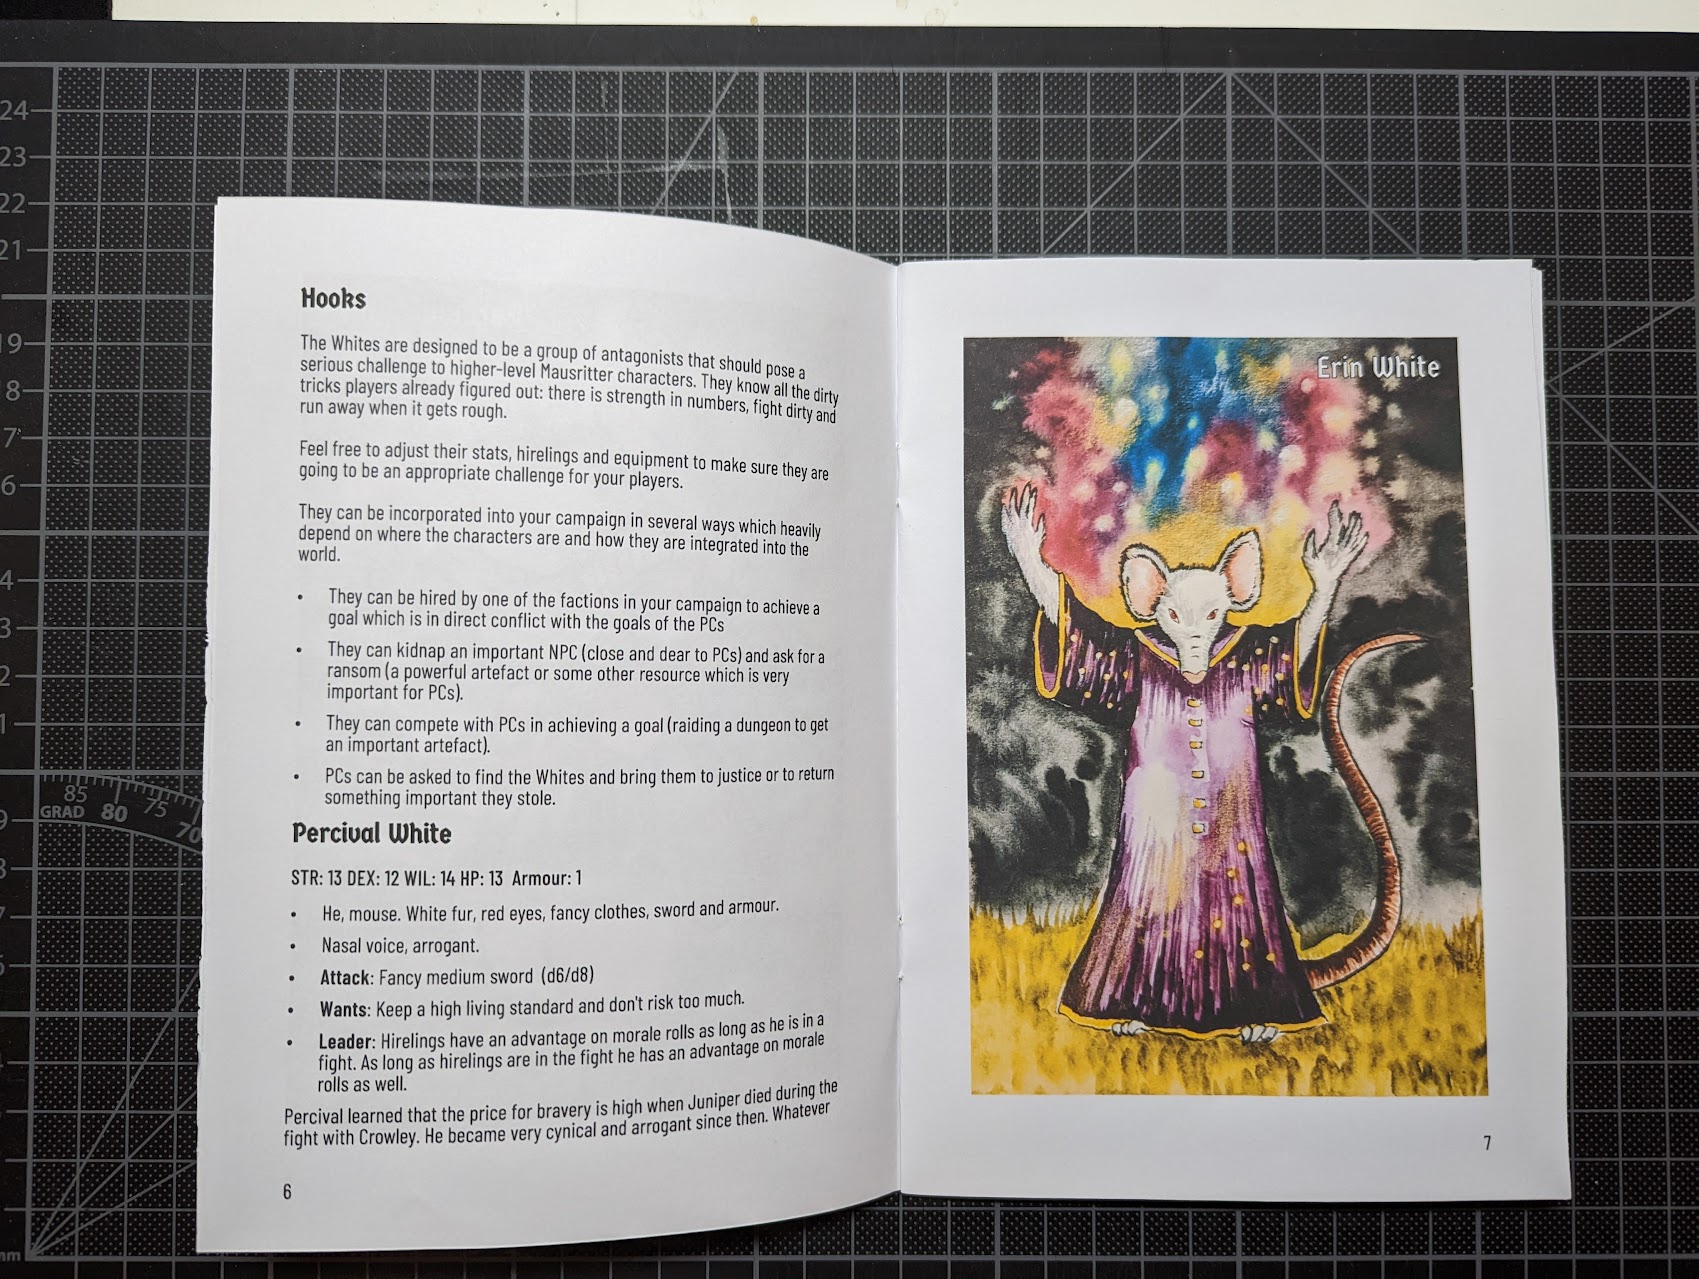 24
23
22
21
19
8
7
6
4
3
2
1
9
8
7
5
mm
85
80
75
70
GRAD
Hooks
The Whites are designed to be a group of antagonists that should pose a
serious challenge to higher-level Mausritter characters. They know all the dirty
tricks players already figured out: there is strength in numbers, fight dirty and
run away when it gets rough.
Feel free to adjust their stats, hirelings and equipment to make sure they are
going to be an appropriate challenge for your players.
They can be incorporated into your campaign in several ways which heavily
depend on where the characters are and how they are integrated into the
world.
• They can be hired by one of the factions in your campaign to achieve a
goal which is in direct conflict with the goals of the PCs
• They can kidnap an important NPC (close and dear to PCs) and ask for a
ransom (a powerful artefact or some other resource which is very
important for PCs).
• They can compete with PCs in achieving a goal (raiding a dungeon to get
an important artefact).
• PCs can be asked to find the Whites and bring them to justice or to return
something important they stole.
Percival White
STR: 13 DEX: 12 WIL: 14 HP: 13 Armour: 1
• He, mouse. White fur, red eyes, fancy clothes, sword and armour.
• Nasal voice, arrogant.
• Attack: Fancy medium sword (d6/d8)
• Wants: Keep a high living standard and don't risk too much.
• Leader: Hirelings have an advantage on morale rolls as long as he is in a
fight. As long as hirelings are in the fight he has an advantage on morale
rolls as well.
Percival learned that the price for bravery is high when Juniper died during the
fight with Crowley. He became very cynical and arrogant since then. Whatever
6
Erin White
7